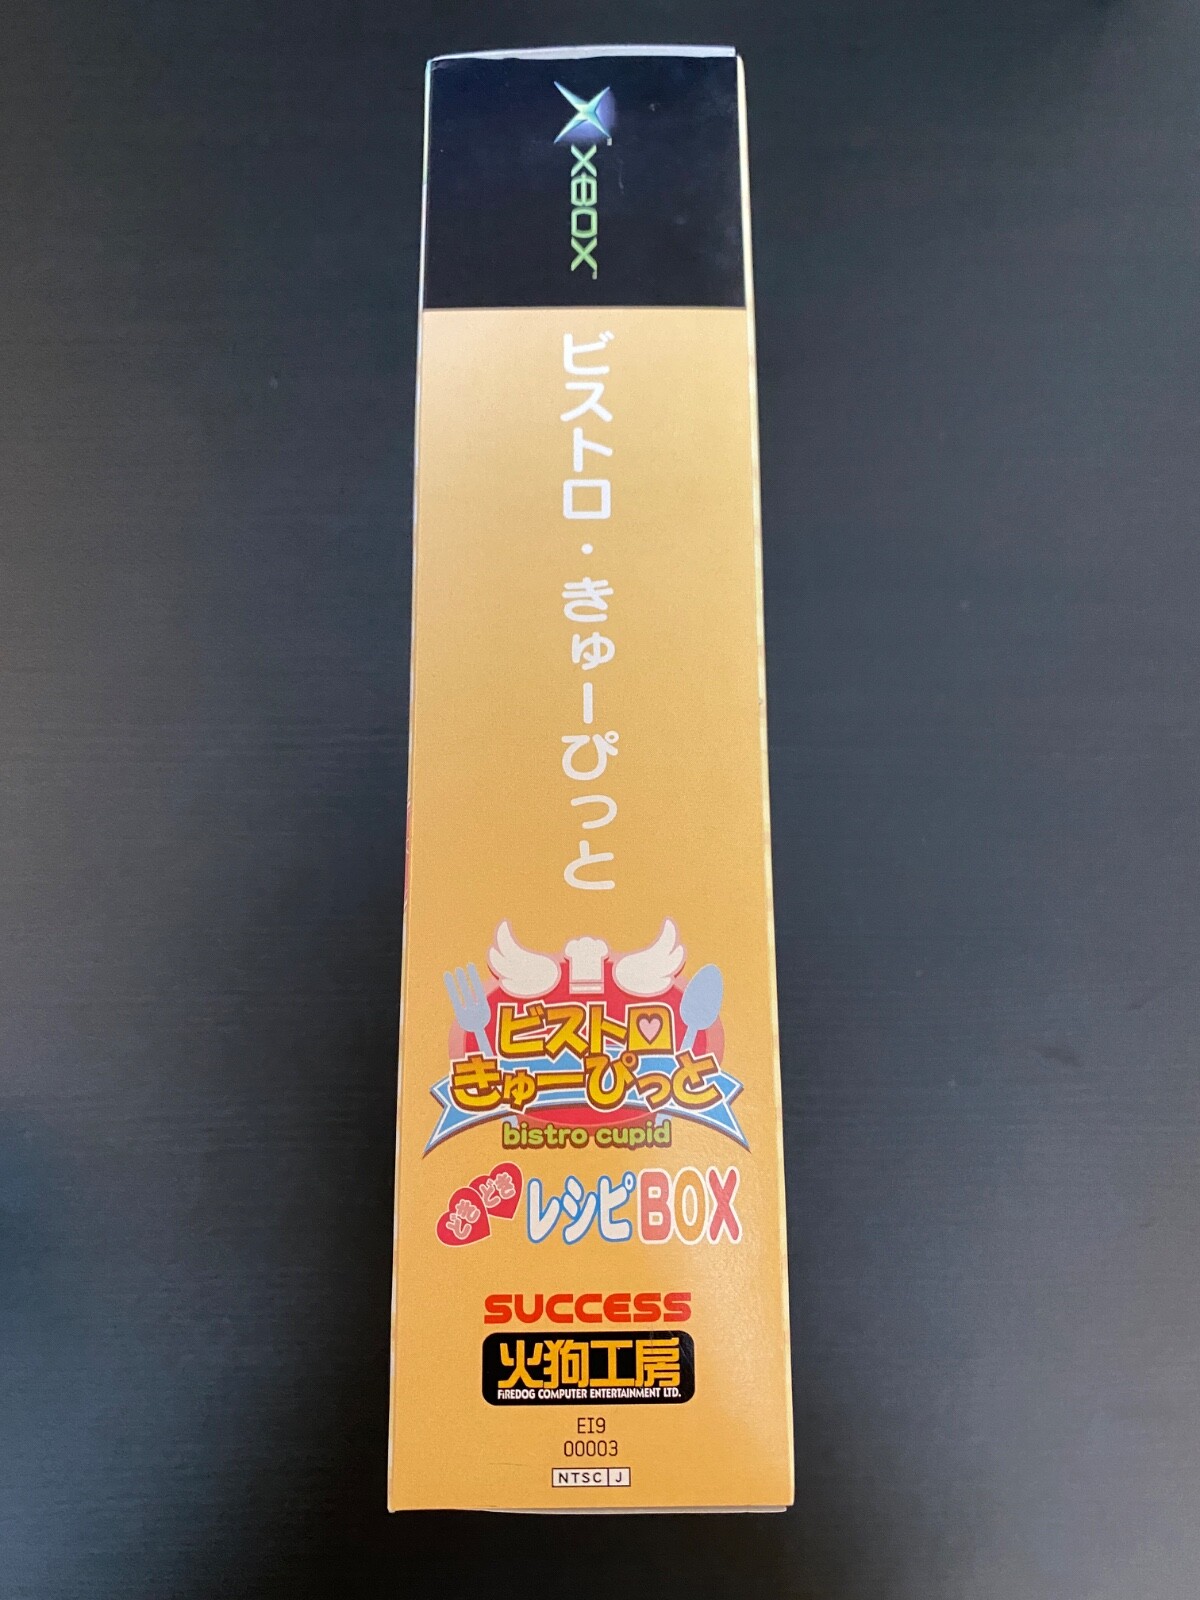 XBOX™
ビストロ・きゅーぴっと
ビストロ
きゅーぴっと
bistro cupid
どきどき レシピBOX
SUCCESS
火狗工房
FiREDOG COMPUTER ENTERTAINMENT LTD.
EI9
00003
NTSC J